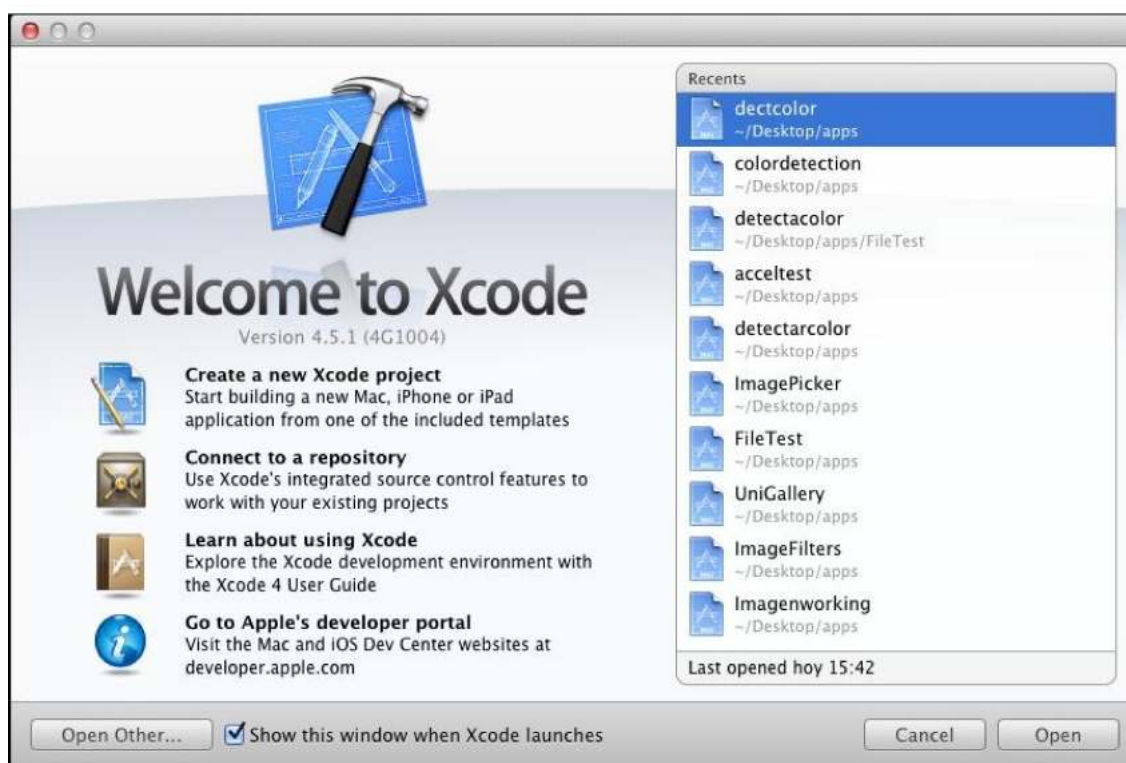 Welcome to Xcode
Version 4.5.1 (4G1004)
Create a new Xcode project
Start building a new Mac, iPhone or iPad
application from one of the included templates
Connect to a repository
Use Xcode's integrated source control features to
work with your existing projects
Learn about using Xcode
Explore the Xcode development environment with
the Xcode 4 User Guide
Go to Apple's developer portal
Visit the Mac and iOS Dev Center websites at
developer.apple.com
Recents
dectcolor
~/Desktop/apps
colordetection
~/Desktop/apps
detectacolor
~/Desktop/apps/FileTest
acceltest
~/Desktop/apps
detectarcolor
~/Desktop/apps
ImagePicker
~/Desktop/apps
FileTest
~/Desktop/apps
UniGallery
~/Desktop/apps
ImageFilters
~/Desktop/apps
Imagenworking
~/Desktop/apps
Last opened hoy 15:42
Open Other...
Show this window when Xcode launches
Cancel
Open